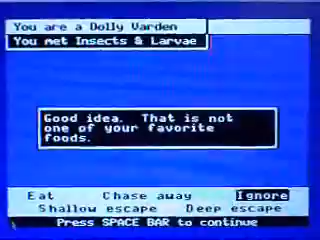 You are a Dolly Varden
You met Insects & Larvae
Good idea. That is not
one of your favorite
foods.
Eat Chase away Ignore
Shallow escape Deep escape
Press SPACE BAR to continue